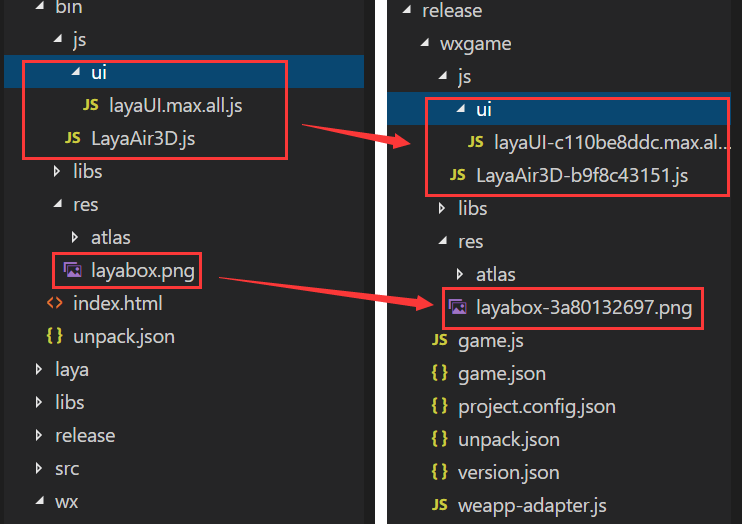 bin
js
ui
JS layaUI.max.all.js
JS LayaAir3D.js
libs
res
atlas
layabox.png
<> index.html
{ } unpack.json
laya
libs
release
src
wx
release
wxgame
js
ui
JS layaUI-c110be8ddc.max.al...
JS LayaAir3D-b9f8c43151.js
libs
res
atlas
layabox-3a80132697.png
JS game.js
{ } game.json
{ } project.config.json
{ } unpack.json
{ } version.json
JS weapp-adapter.js